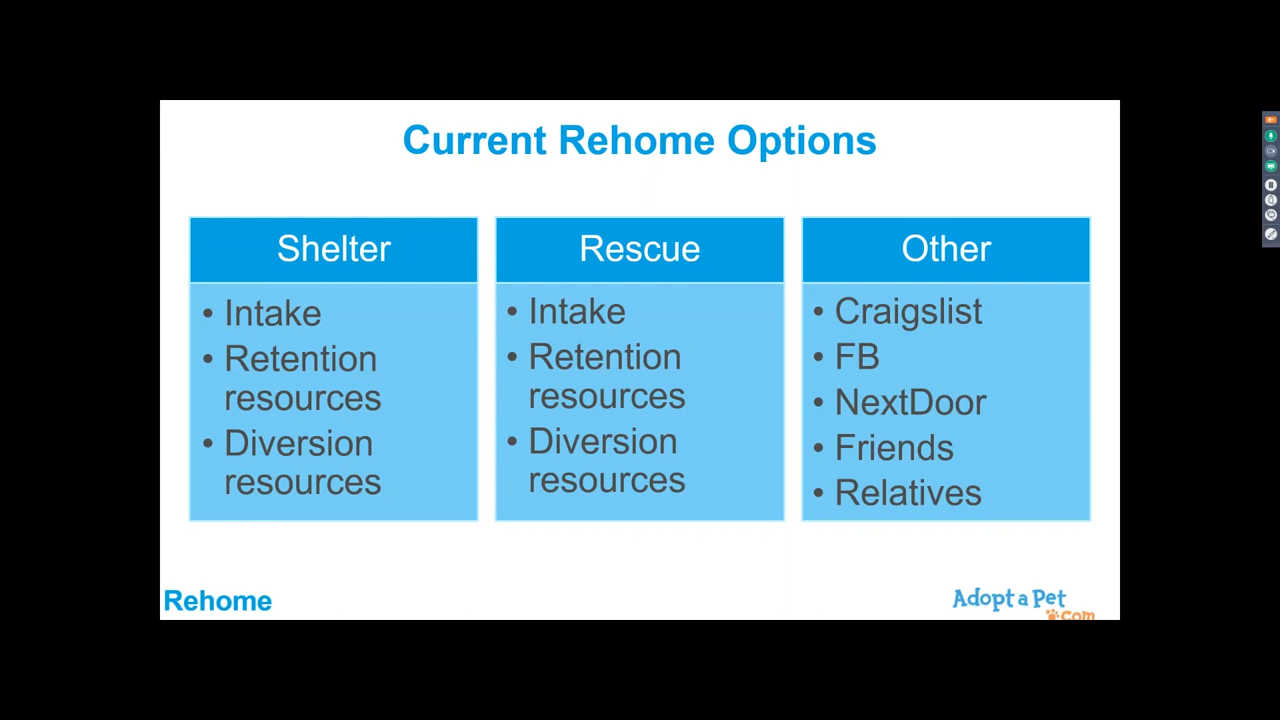 Current Rehome Options
Shelter
• Intake
• Retention
resources
• Diversion
resources
Rescue
• Intake
• Retention
resources
• Diversion
resources
Other
• Craigslist
• FB
• NextDoor
• Friends
• Relatives
Rehome
Adopt a Pet
.com